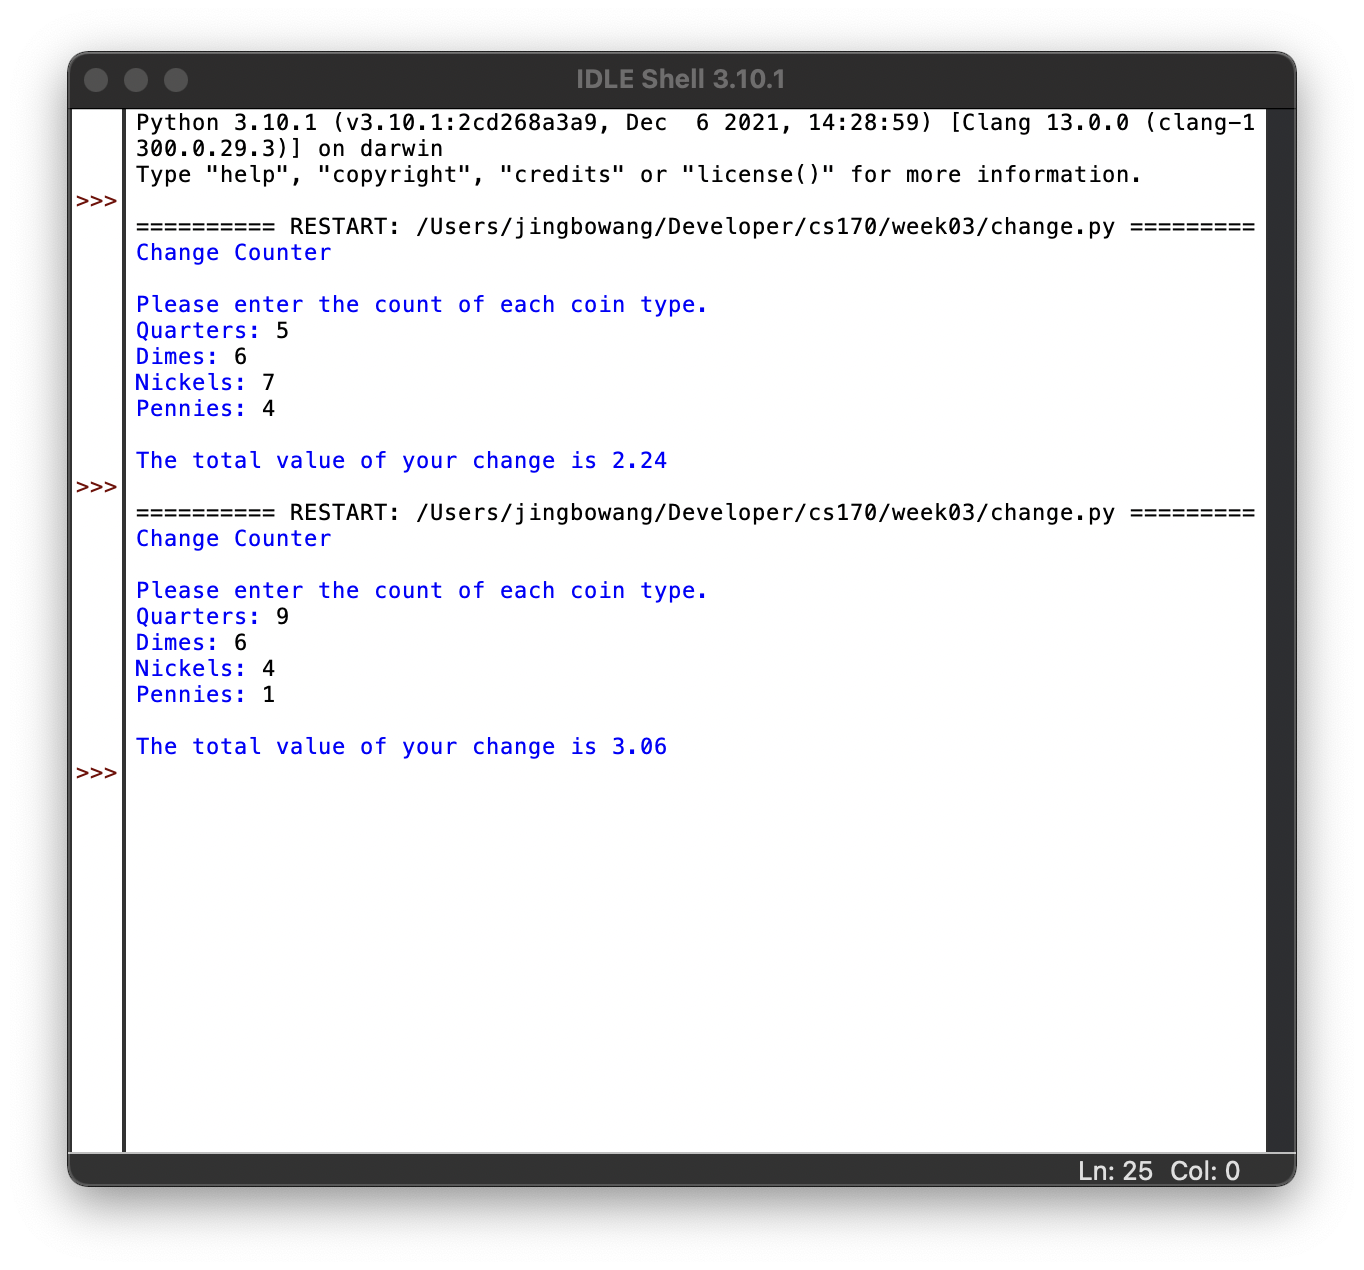 IDLE Shell 3.10.1
Python 3.10.1 (v3.10.1:2cd268a3a9, Dec  6 2021, 14:28:59) [Clang 13.0.0 (clang-1
300.0.29.3)] on darwin
Type "help", "copyright", "credits" or "license()" for more information.
>>>
========== RESTART: /Users/jingbowang/Developer/cs170/week03/change.py =========
Change Counter
Please enter the count of each coin type.
Quarters: 5
Dimes: 6
Nickels: 7
Pennies: 4
The total value of your change is 2.24
>>>
========== RESTART: /Users/jingbowang/Developer/cs170/week03/change.py =========
Change Counter
Please enter the count of each coin type.
Quarters: 9
Dimes: 6
Nickels: 4
Pennies: 1
The total value of your change is 3.06
>>>
Ln: 25 Col: 0